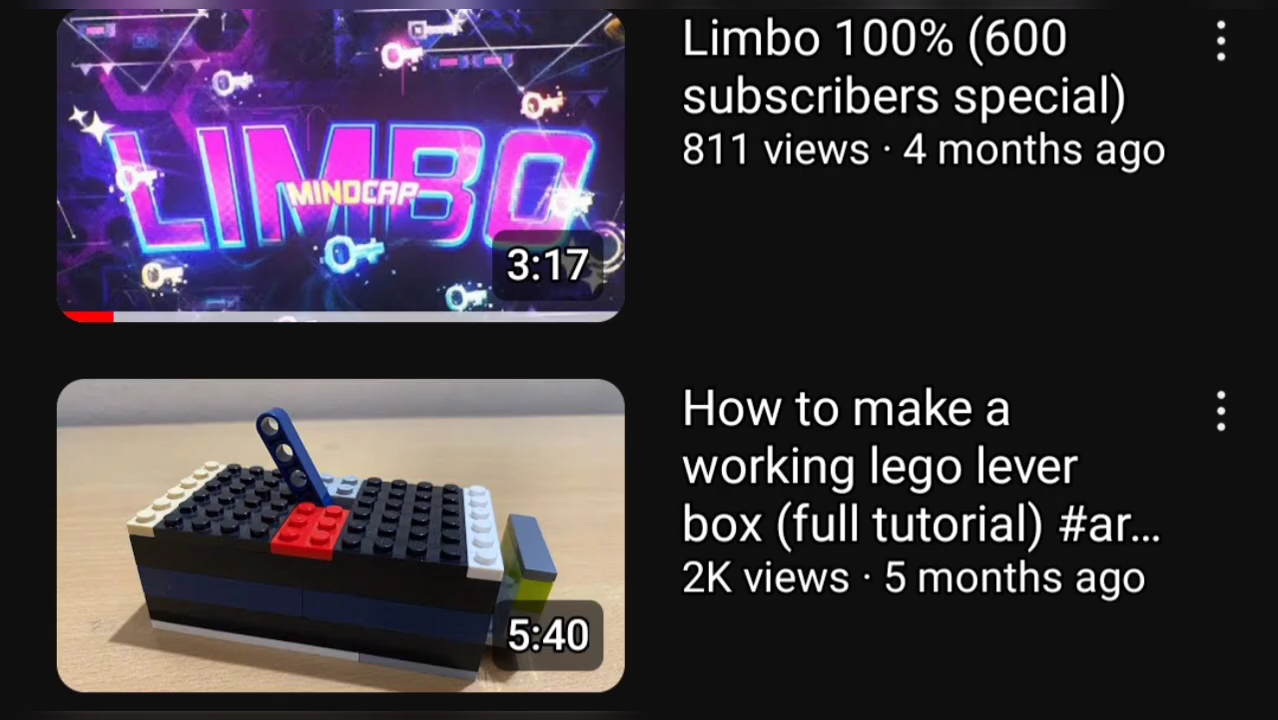 LIMBO
MINDCAP
3:17
Limbo 100% (600
subscribers special)
811 views · 4 months ago
5:40
How to make a
working lego lever
box (full tutorial) #ar…
2K views · 5 months ago